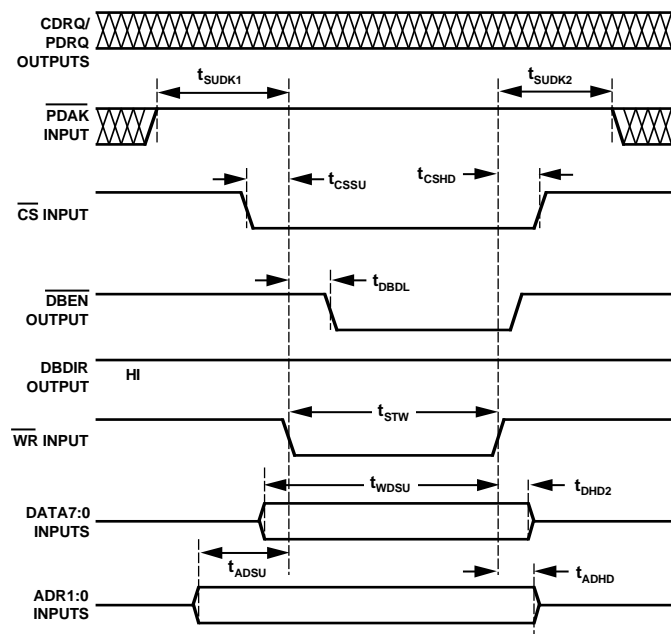 CDRQ/
PDRQ
OUTPUTS
tSUDK1
tSUDK2
PDAK
INPUT
tCSSU
tCSHD
CS INPUT
tDBDL
DBEN
OUTPUT
DBDIR
OUTPUT
HI
tSTW
WR INPUT
tWDSU
tDHD2
DATA7:0
INPUTS
tADSU
tADHD
ADR1:0
INPUTS